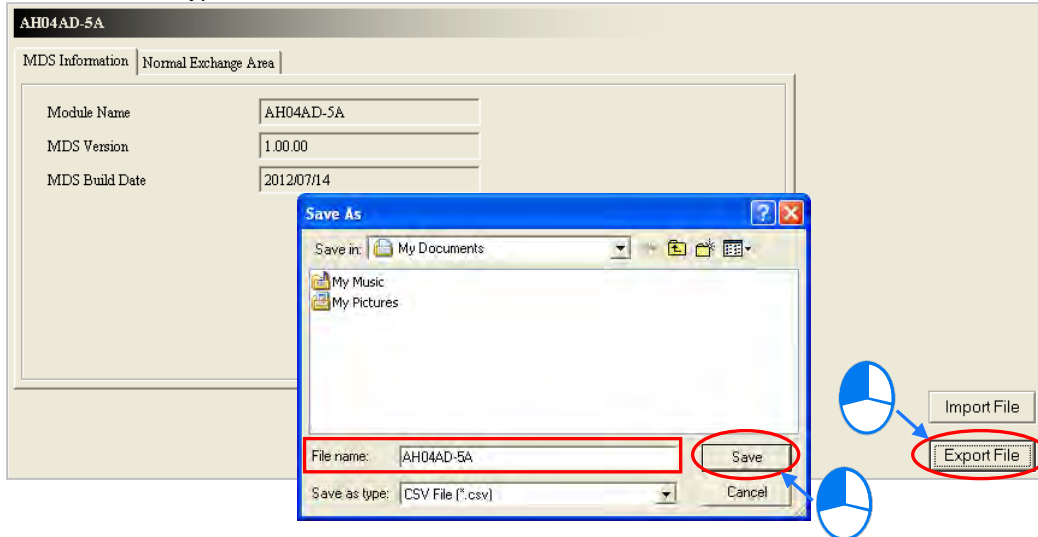 AH04AD-5A
MDS Information Normal Exchange Area
Module Name AH04AD-5A
MDS Version 1.00.00
MDS Build Date 2012/07/14
Save As
Save in: My Documents
My Music
My Pictures
File name: AH04AD-5A Save
Save as type: CSV File (*.csv) Cancel
Import File
Export File